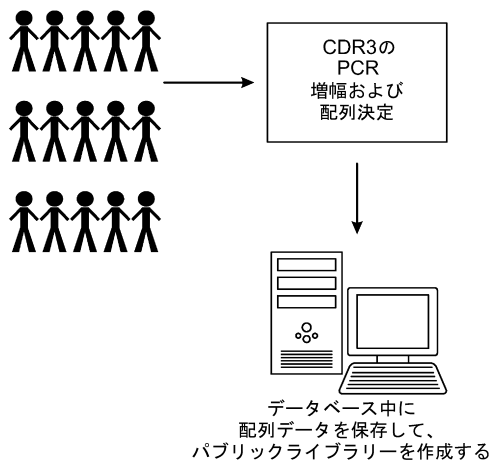 CDR3の
PCR
増幅および
配列決定
データベース中に
配列データを保存して、
パブリックライブラリーを作成する